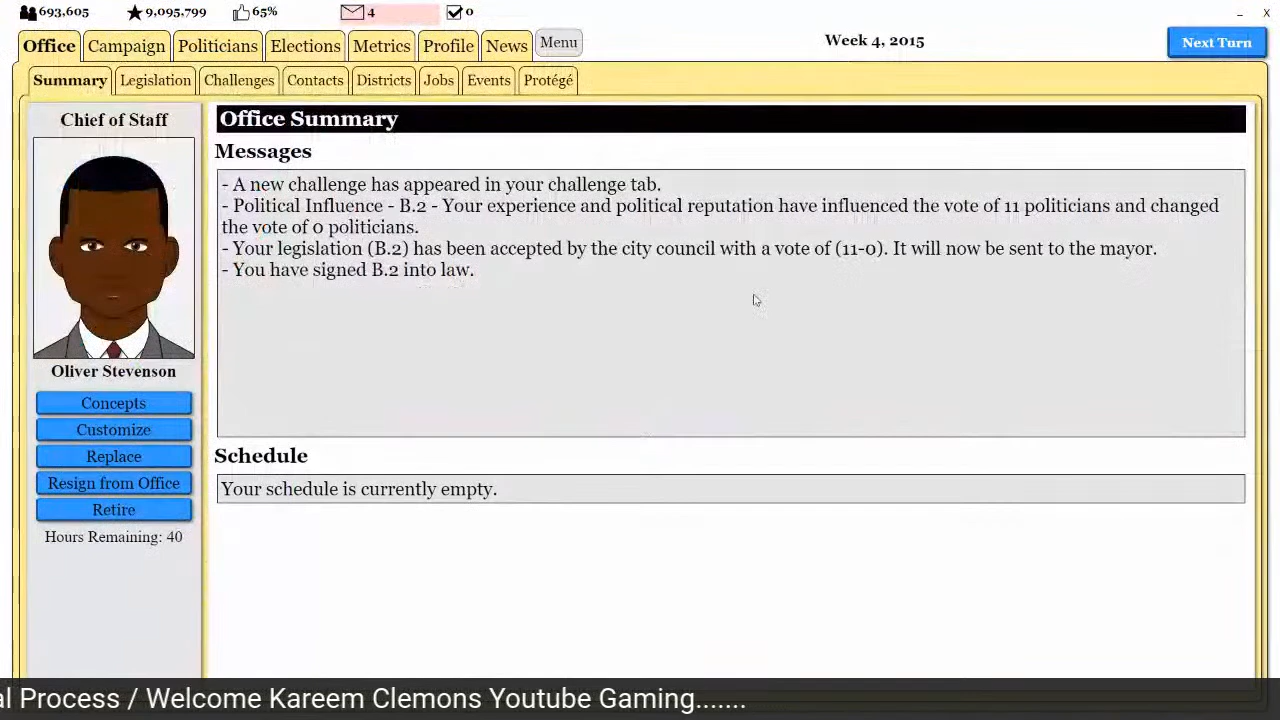 693,605 9,095,799 65% 4 0
_ X
Office Campaign Politicians Elections Metrics Profile News Menu Week 4, 2015 Next Turn
Summary Legislation Challenges Contacts Districts Jobs Events Protégé
Chief of Staff
Oliver Stevenson
Concepts
Customize
Replace
Resign from Office
Retire
Hours Remaining: 40
Office Summary
Messages
- A new challenge has appeared in your challenge tab.
- Political Influence - B.2 - Your experience and political reputation have influenced the vote of 11 politicians and changed
the vote of 0 politicians.
- Your legislation (B.2) has been accepted by the city council with a vote of (11-0). It will now be sent to the mayor.
- You have signed B.2 into law.
Schedule
Your schedule is currently empty.
al Process / Welcome Kareem Clemons Youtube Gaming.......